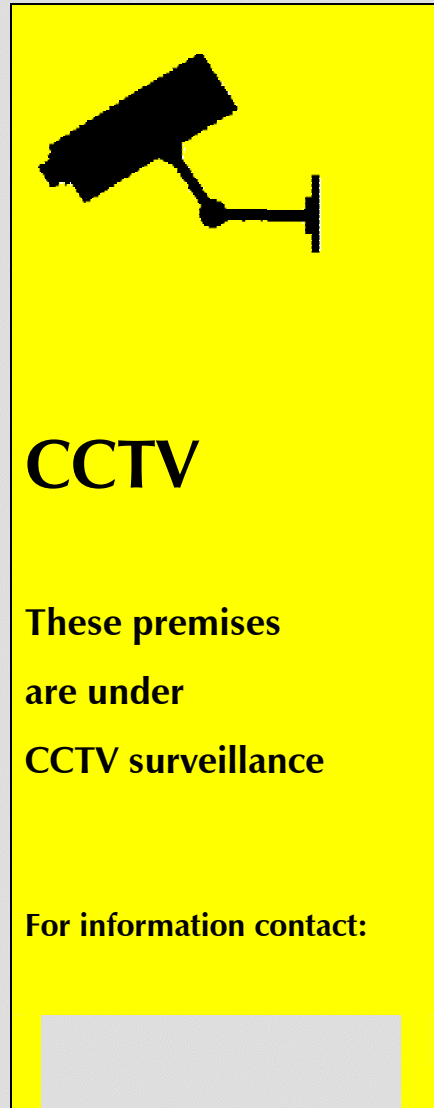 CCTV
These premises
are under
CCTV surveillance
For information contact: